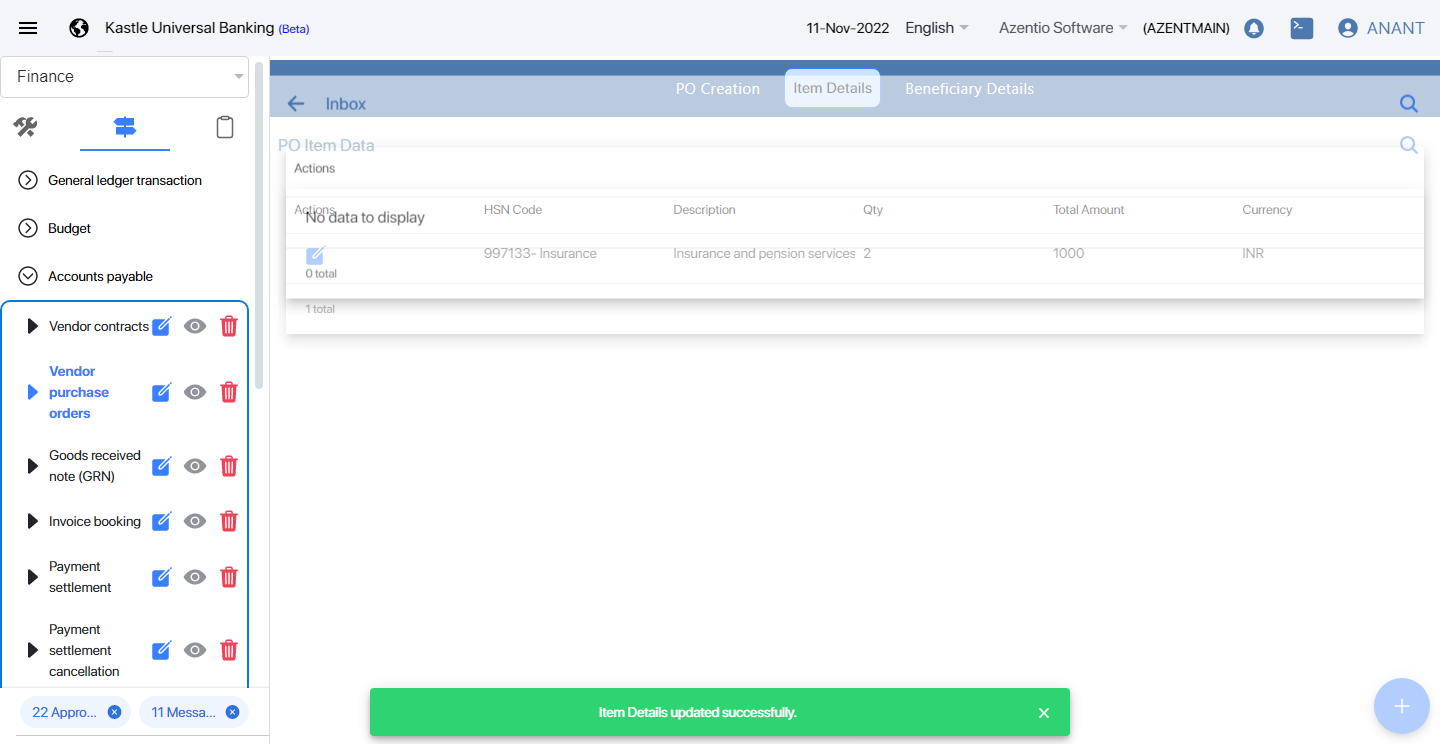 Kastle Universal Banking (Beta)
11-Nov-2022
English
Azentio Software
(AZENTMAIN)
ANANT
Finance
General ledger transaction
Budget
Accounts payable
Vendor contracts
Vendor
purchase
orders
Goods received
note (GRN)
Invoice booking
Payment
settlement
Payment
settlement
cancellation
22 Appro...
11 Messa...
PO Creation
Item Details
Beneficiary Details
Inbox
PO Item Data
Actions
Actions
HSN Code
Description
Qty
Total Amount
Currency
No data to display
997133- Insurance
Insurance and pension services
2
1000
INR
0 total
1 total
Item Details updated successfully.